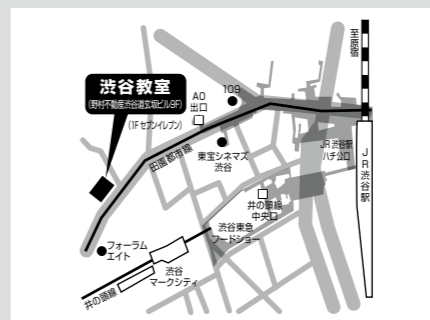 至原宿
渋谷教室
(野村不動産渋谷道玄坂ビル9F)
(1Fセブンイレブン)
AO
出口
109
田園都市線
東宝シネマズ
渋谷
JR渋谷駅
ハチ公口
JR渋谷駅
井の頭線
中央口
渋谷東急
フードショー
フォーラム
エイト
渋谷
マークシティ
井の頭線